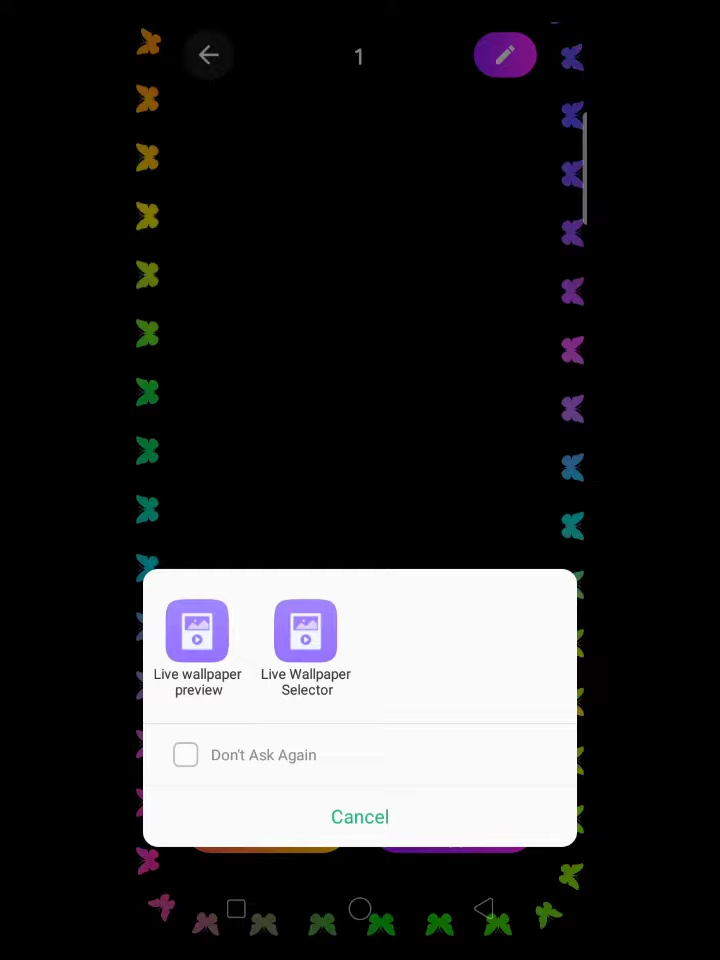 1
Live wallpaper
preview
Live Wallpaper
Selector
Don't Ask Again
Cancel